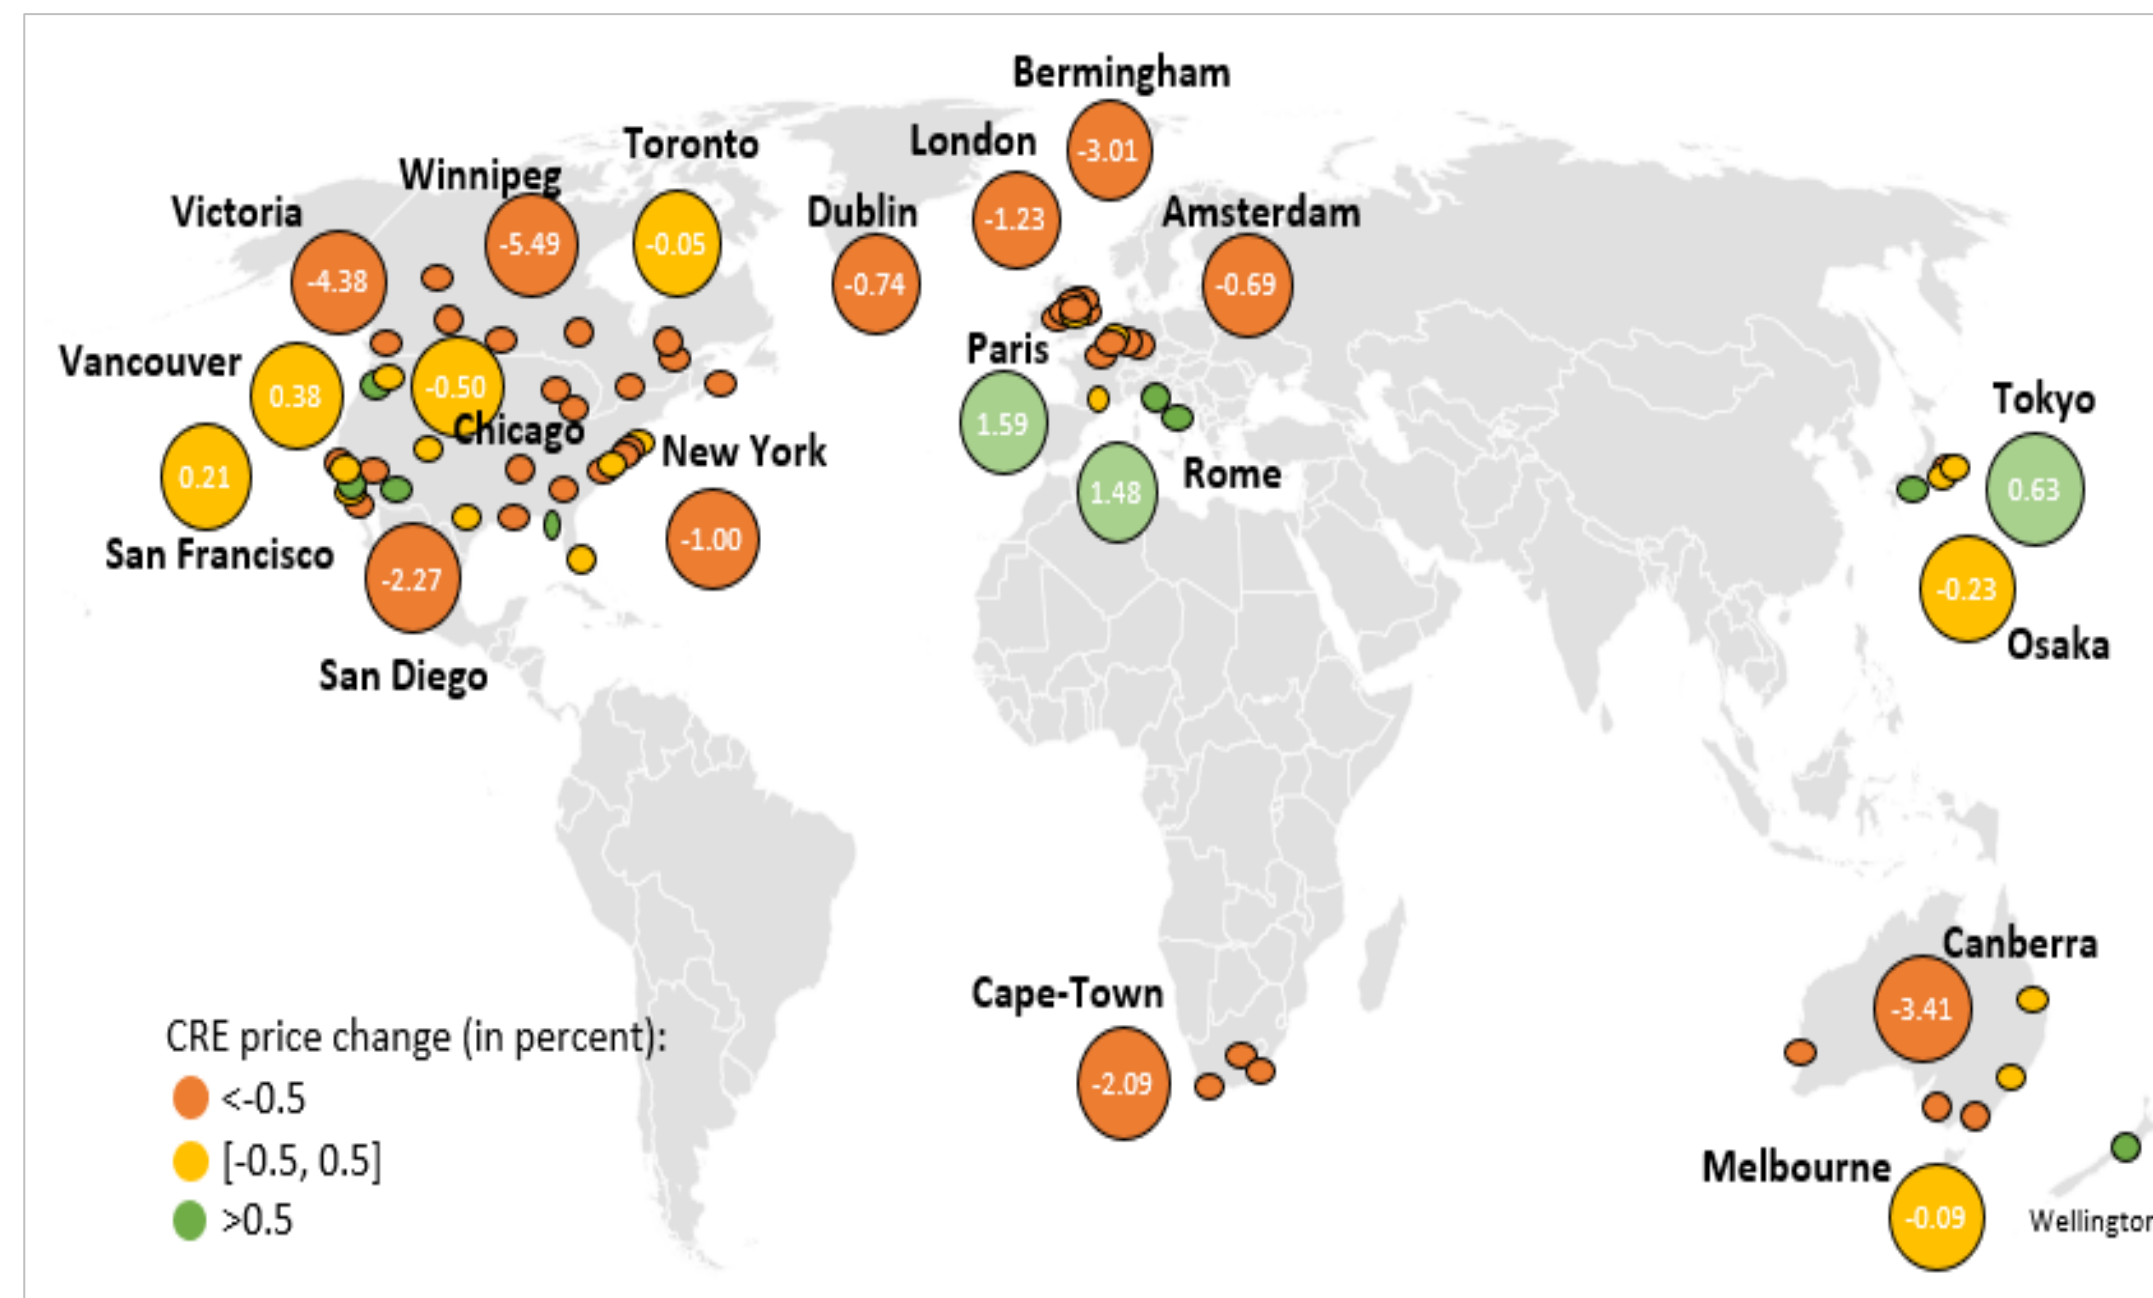 Bermingham
-3.01
London
-1.23
Toronto
-0.05
Winnipeg
-5.49
Victoria
-4.38
Dublin
-0.74
Amsterdam
-0.69
Vancouver
0.38
-0.50
Chicago
Paris
1.59
New York
-1.00
San Francisco
0.21
San Diego
-2.27
Rome
1.48
Tokyo
0.63
-0.23
Osaka
Canberra
-3.41
Cape-Town
-2.09
Melbourne
-0.09
Wellington
CRE price change (in percent):
<-0.5
[-0.5, 0.5]
>0.5